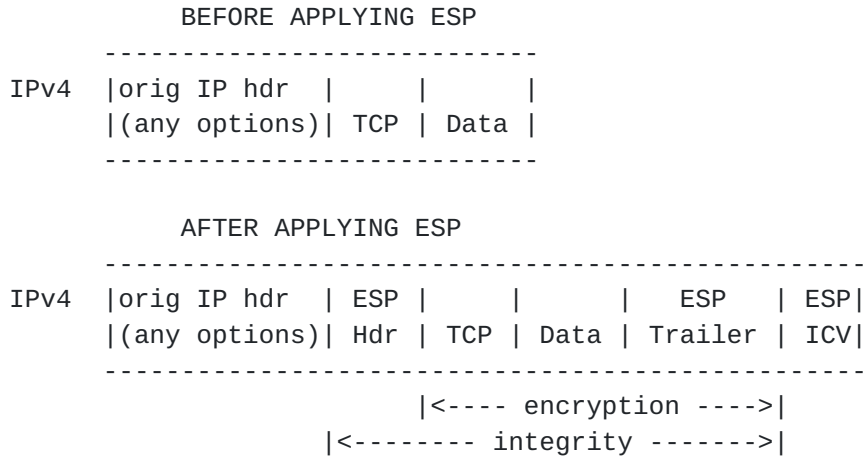 BEFORE APPLYING ESP
----------------------------
IPv4 |orig IP hdr | | |
|(any options)| TCP | Data |
----------------------------
AFTER APPLYING ESP
-------------------------------------------------
IPv4 |orig IP hdr | ESP | | | ESP | ESP|
|(any options)| Hdr | TCP | Data | Trailer | ICV|
-------------------------------------------------
|<---- encryption ---->|
|<-------- integrity ------->|